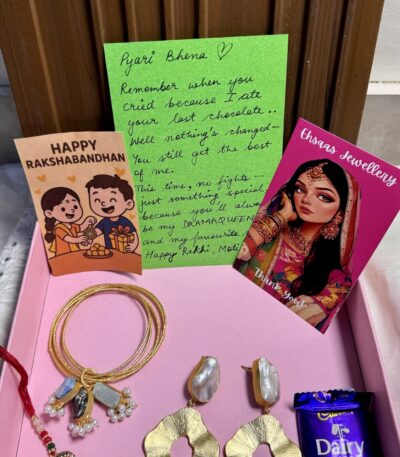 Pyari Bhena ♡
Remember when you
cried because I ate
your last chocolate..
Well nothing's changed—
You still get the best
of me.
This time, no fights—
just something special
because you'll always
be my DRAMAQUEEN
and my favourite
Happy Rakhi, Moti
HAPPY
RAKSHABANDHAN
Ehsaas Jewellery
Thank You
Cadbury
Dairy